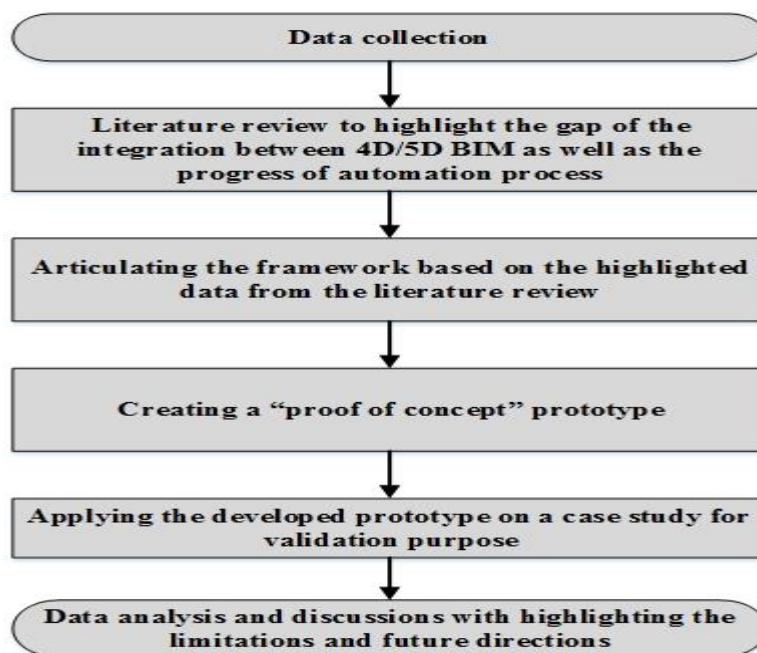 Data collection
Literature review to highlight the gap of the
integration between 4D/5D BIM as well as the
progress of automation process
Articulating the framework based on the highlighted
data from the literature review
Creating a “proof of concept” prototype
Applying the developed prototype on a case study for
validation purpose
Data analysis and discussions with highlighting the
limitations and future directions